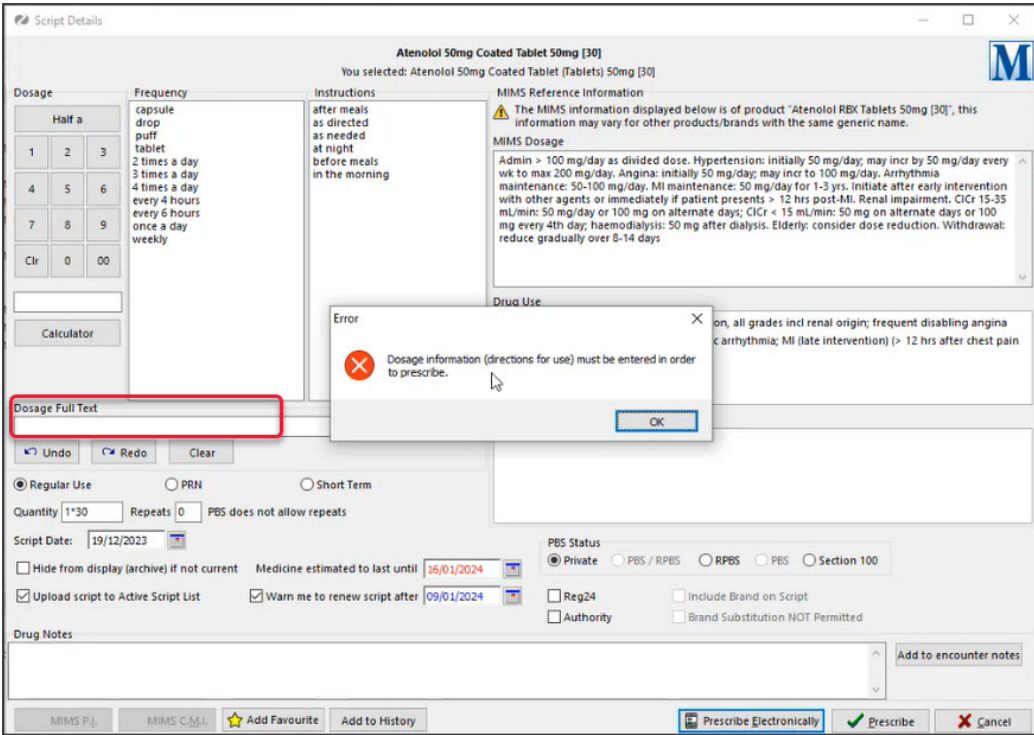 Script Details
Atenolol 50mg Coated Tablet 50mg [30]
You selected: Atenolol 50mg Coated Tablet (Tablets) 50mg [30]
M
Dosage
Half a
1 2 3
4 5 6
7 8 9
Clr 0 00
Calculator
Frequency
capsule
drop
puff
tablet
2 times a day
3 times a day
4 times a day
every 4 hours
every 6 hours
once a day
weekly
Instructions
after meals
as directed
as needed
at night
before meals
in the morning
MIMS Reference Information
The MIMS information displayed below is of product "Atenolol RBX Tablets 50mg [30]", this
information may vary for other products/brands with the same generic name.
MIMS Dosage
Admin > 100 mg/day as divided dose. Hypertension: initially 50 mg/day; may incr by 50 mg/day every
wk to max 200 mg/day. Angina: initially 50 mg/day; may incr to 100 mg/day. Arrhythmia
maintenance: 50-100 mg/day. MI maintenance: 50 mg/day for 1-3 yrs. Initiate after early intervention
with other agents or immediately if patient presents > 12 hrs post-MI. Renal impairment. ClCr 15-35
mL/min: 50 mg/day or 100 mg on alternate days; ClCr < 15 mL/min: 50 mg on alternate days or 100
mg every 4th day; haemodialysis: 50 mg after dialysis. Elderly: consider dose reduction. Withdrawal:
reduce gradually over 8-14 days
Drug Use
on, all grades incl renal origin; frequent disabling angina
c arrhythmia; MI (late intervention) (> 12 hrs after chest pain
Error
Dosage information (directions for use) must be entered in order
to prescribe.
OK
Dosage Full Text
Undo Redo Clear
Regular Use PRN Short Term
Quantity 1*30 Repeats 0 PBS does not allow repeats
Script Date: 19/12/2023
Hide from display (archive) if not current Medicine estimated to last until 16/01/2024
Upload script to Active Script List Warn me to renew script after 09/01/2024
PBS Status
Private PBS / RPBS RPBS PBS Section 100
Reg24 Include Brand on Script
Authority Brand Substitution NOT Permitted
Drug Notes
Add to encounter notes
MIMS P.I. MIMS C.M.I. Add Favourite Add to History Prescribe Electronically Prescribe Cancel